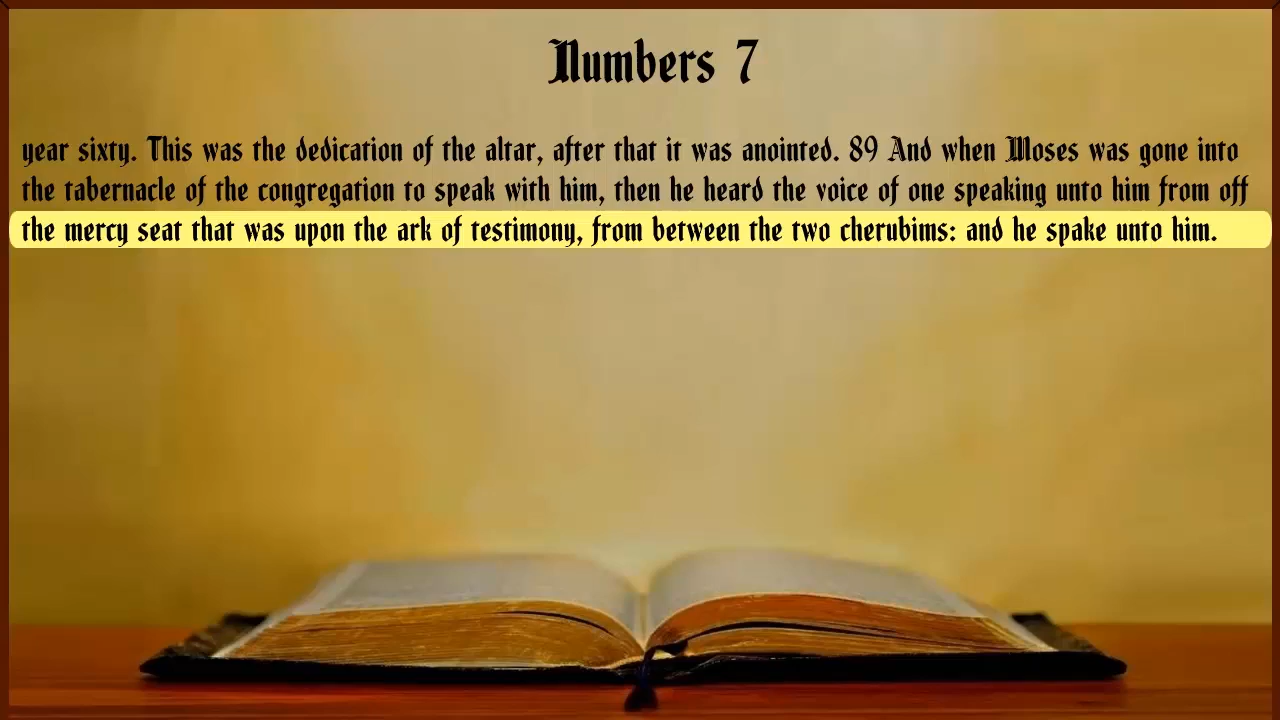 Numbers 7
year sixty. This was the dedication of the altar, after that it was anointed. 89 And when Moses was gone into
the tabernacle of the congregation to speak with him, then he heard the voice of one speaking unto him from off
the mercy seat that was upon the ark of testimony, from between the two cherubims: and he spake unto him.